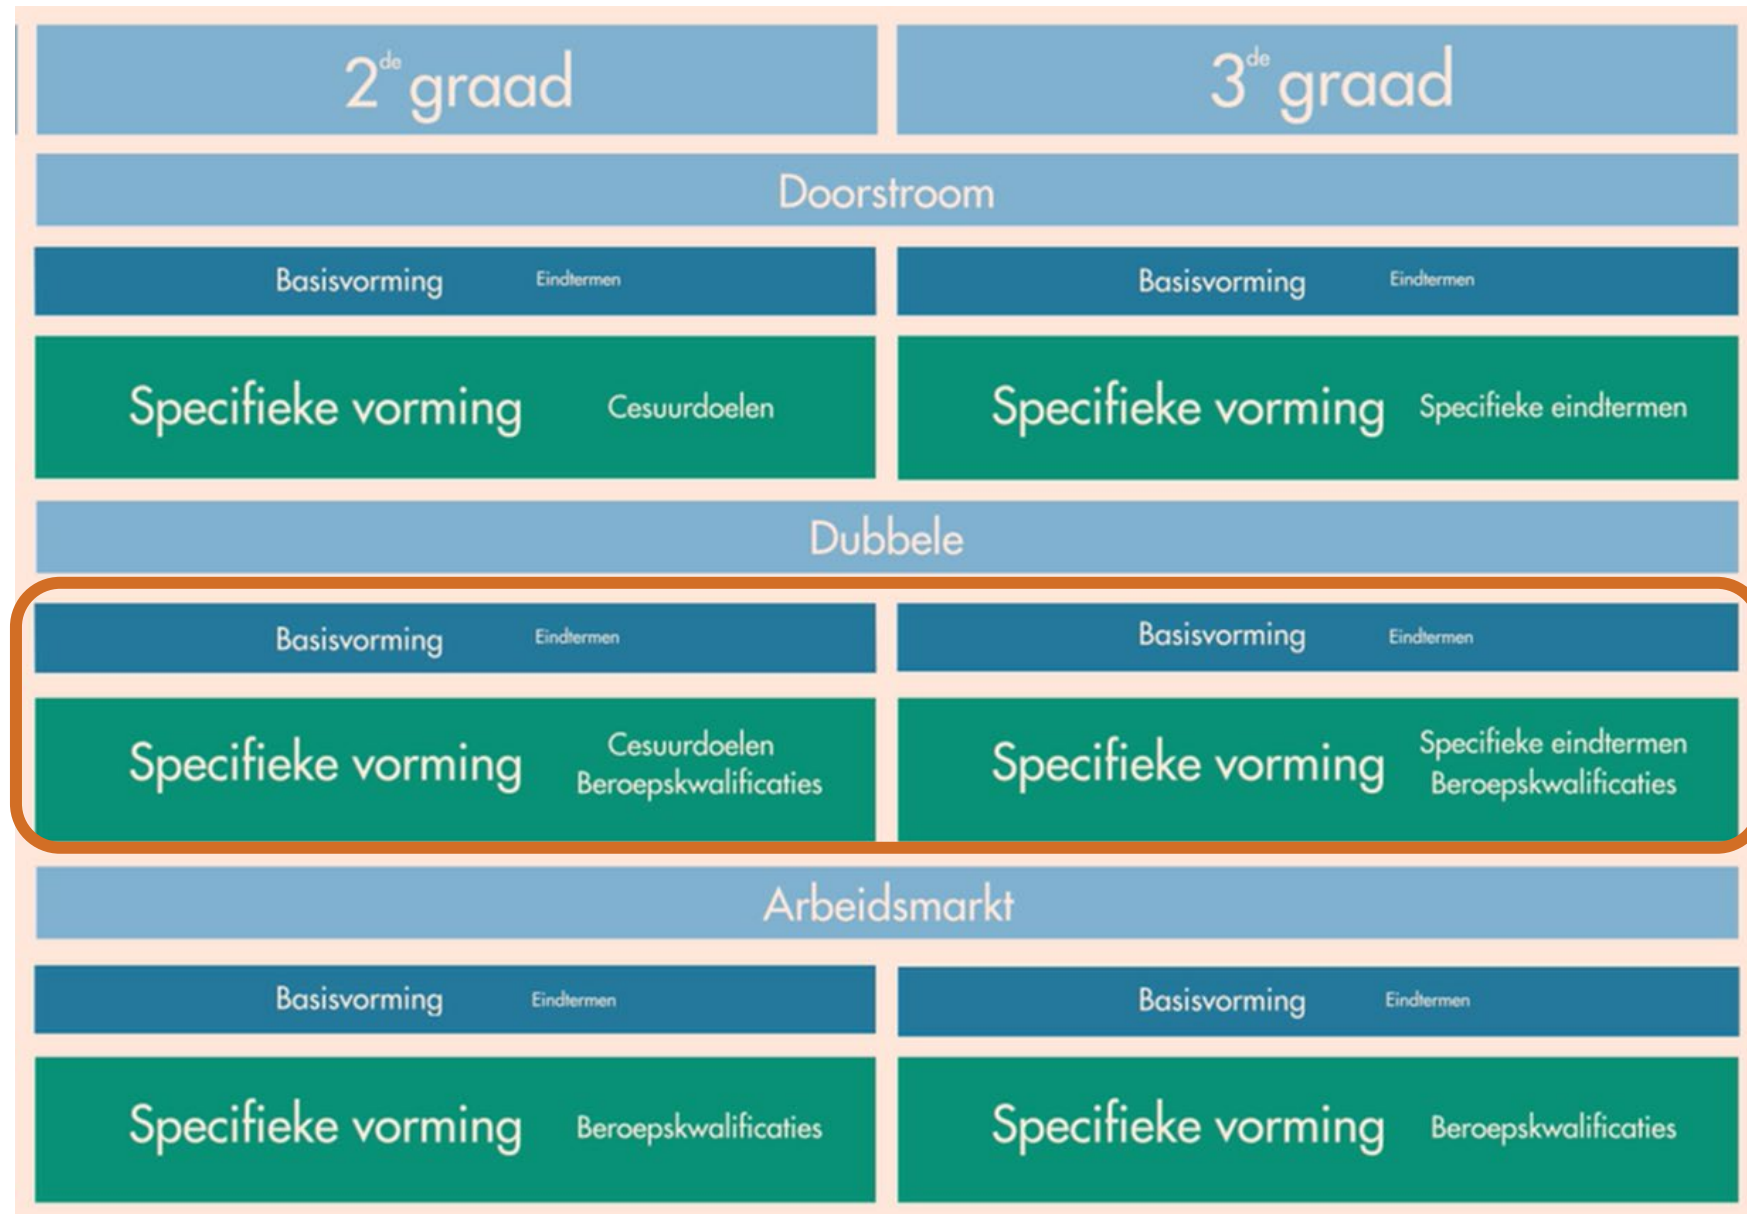 2de graad
3de graad
Doorstroom
Basisvorming Eindtermen
Basisvorming Eindtermen
Specifieke vorming Cesuurdoelen
Specifieke vorming Specifieke eindtermen
Dubbele
Basisvorming Eindtermen
Basisvorming Eindtermen
Specifieke vorming
Cesuurdoelen
Beroepskwalificaties
Specifieke vorming
Specifieke eindtermen
Beroepskwalificaties
Arbeidsmarkt
Basisvorming Eindtermen
Basisvorming Eindtermen
Specifieke vorming Beroepskwalificaties
Specifieke vorming Beroepskwalificaties